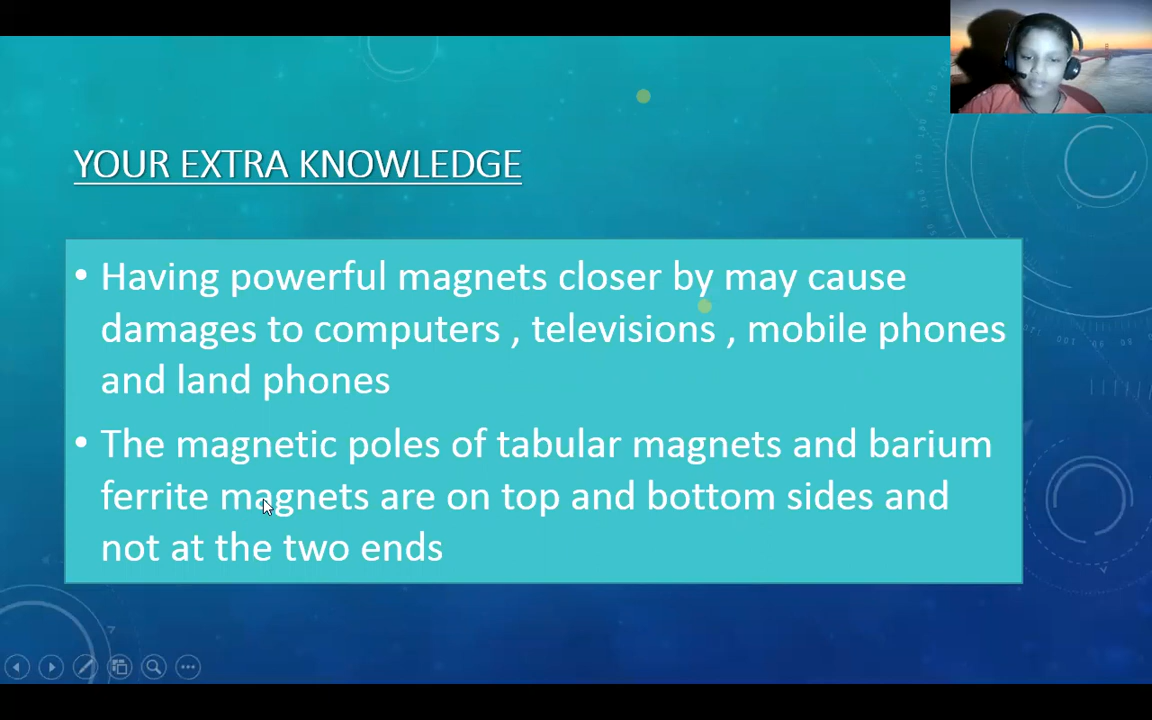 YOUR EXTRA KNOWLEDGE
• Having powerful magnets closer by may cause
damages to computers , televisions , mobile phones
and land phones
• The magnetic poles of tabular magnets and barium
ferrite magnets are on top and bottom sides and
not at the two ends